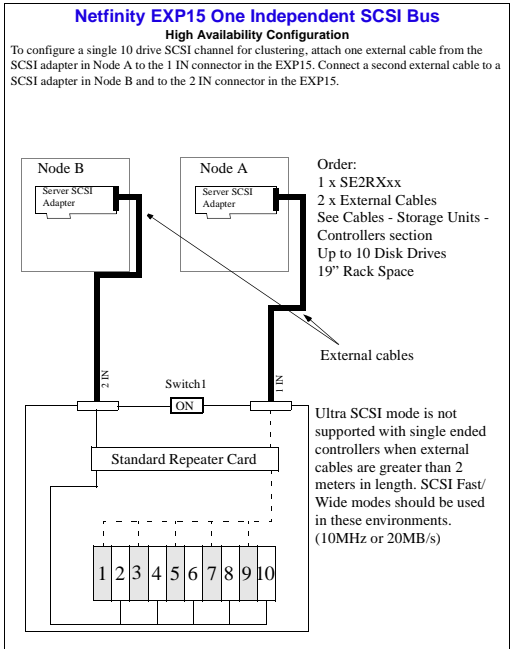 Netfinity EXP15 One Independent SCSI Bus
High Availability Configuration
To configure a single 10 drive SCSI channel for clustering, attach one external cable from the
SCSI adapter in Node A to the 1 IN connector in the EXP15. Connect a second external cable to a
SCSI adapter in Node B and to the 2 IN connector in the EXP15.
Node B
Server SCSI
Adapter
Node A
Server SCSI
Adapter
Order:
1 x SE2RXxx
2 x External Cables
See Cables - Storage Units -
Controllers section
Up to 10 Disk Drives
19” Rack Space
External cables
2 IN
Switch1
ON
1 IN
Standard Repeater Card
Ultra SCSI mode is not
supported with single ended
controllers when external
cables are greater than 2
meters in length. SCSI Fast/
Wide modes should be used
in these environments.
(10MHz or 20MB/s)
1 2 3 4 5 6 7 8 9 10